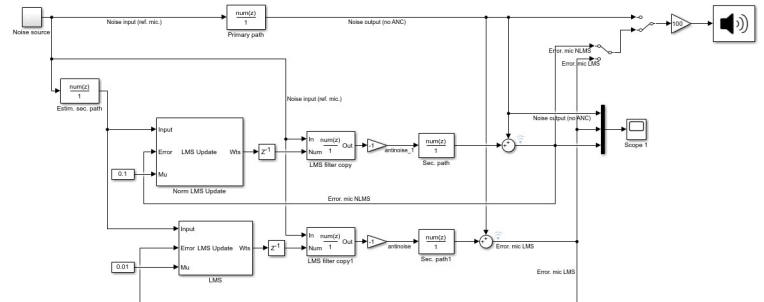 num(z)
1
Noise input (ref. mic.)
Noise output (no ANC)
Noise source
Primary path
100
Error. mic NLMS
Error. mic LMS
num(z)
1
Estim. sec. path
Noise input (ref. mic.)
Noise output (no ANC)
Scope 1
Input
Error
Mu
LMS Update
Wts
Norm LMS Update
0.1
z-1
In
Num
num(z)
1
Out
LMS filter copy
-1
antinoise_1
num(z)
1
Sec. path
Error. mic NLMS
Input
Error
Mu
LMS Update
Wts
LMS
0.01
z-1
In
Num
num(z)
1
Out
LMS filter copy1
-1
antinoise
num(z)
1
Sec. path1
Error. mic LMS
Error. mic LMS